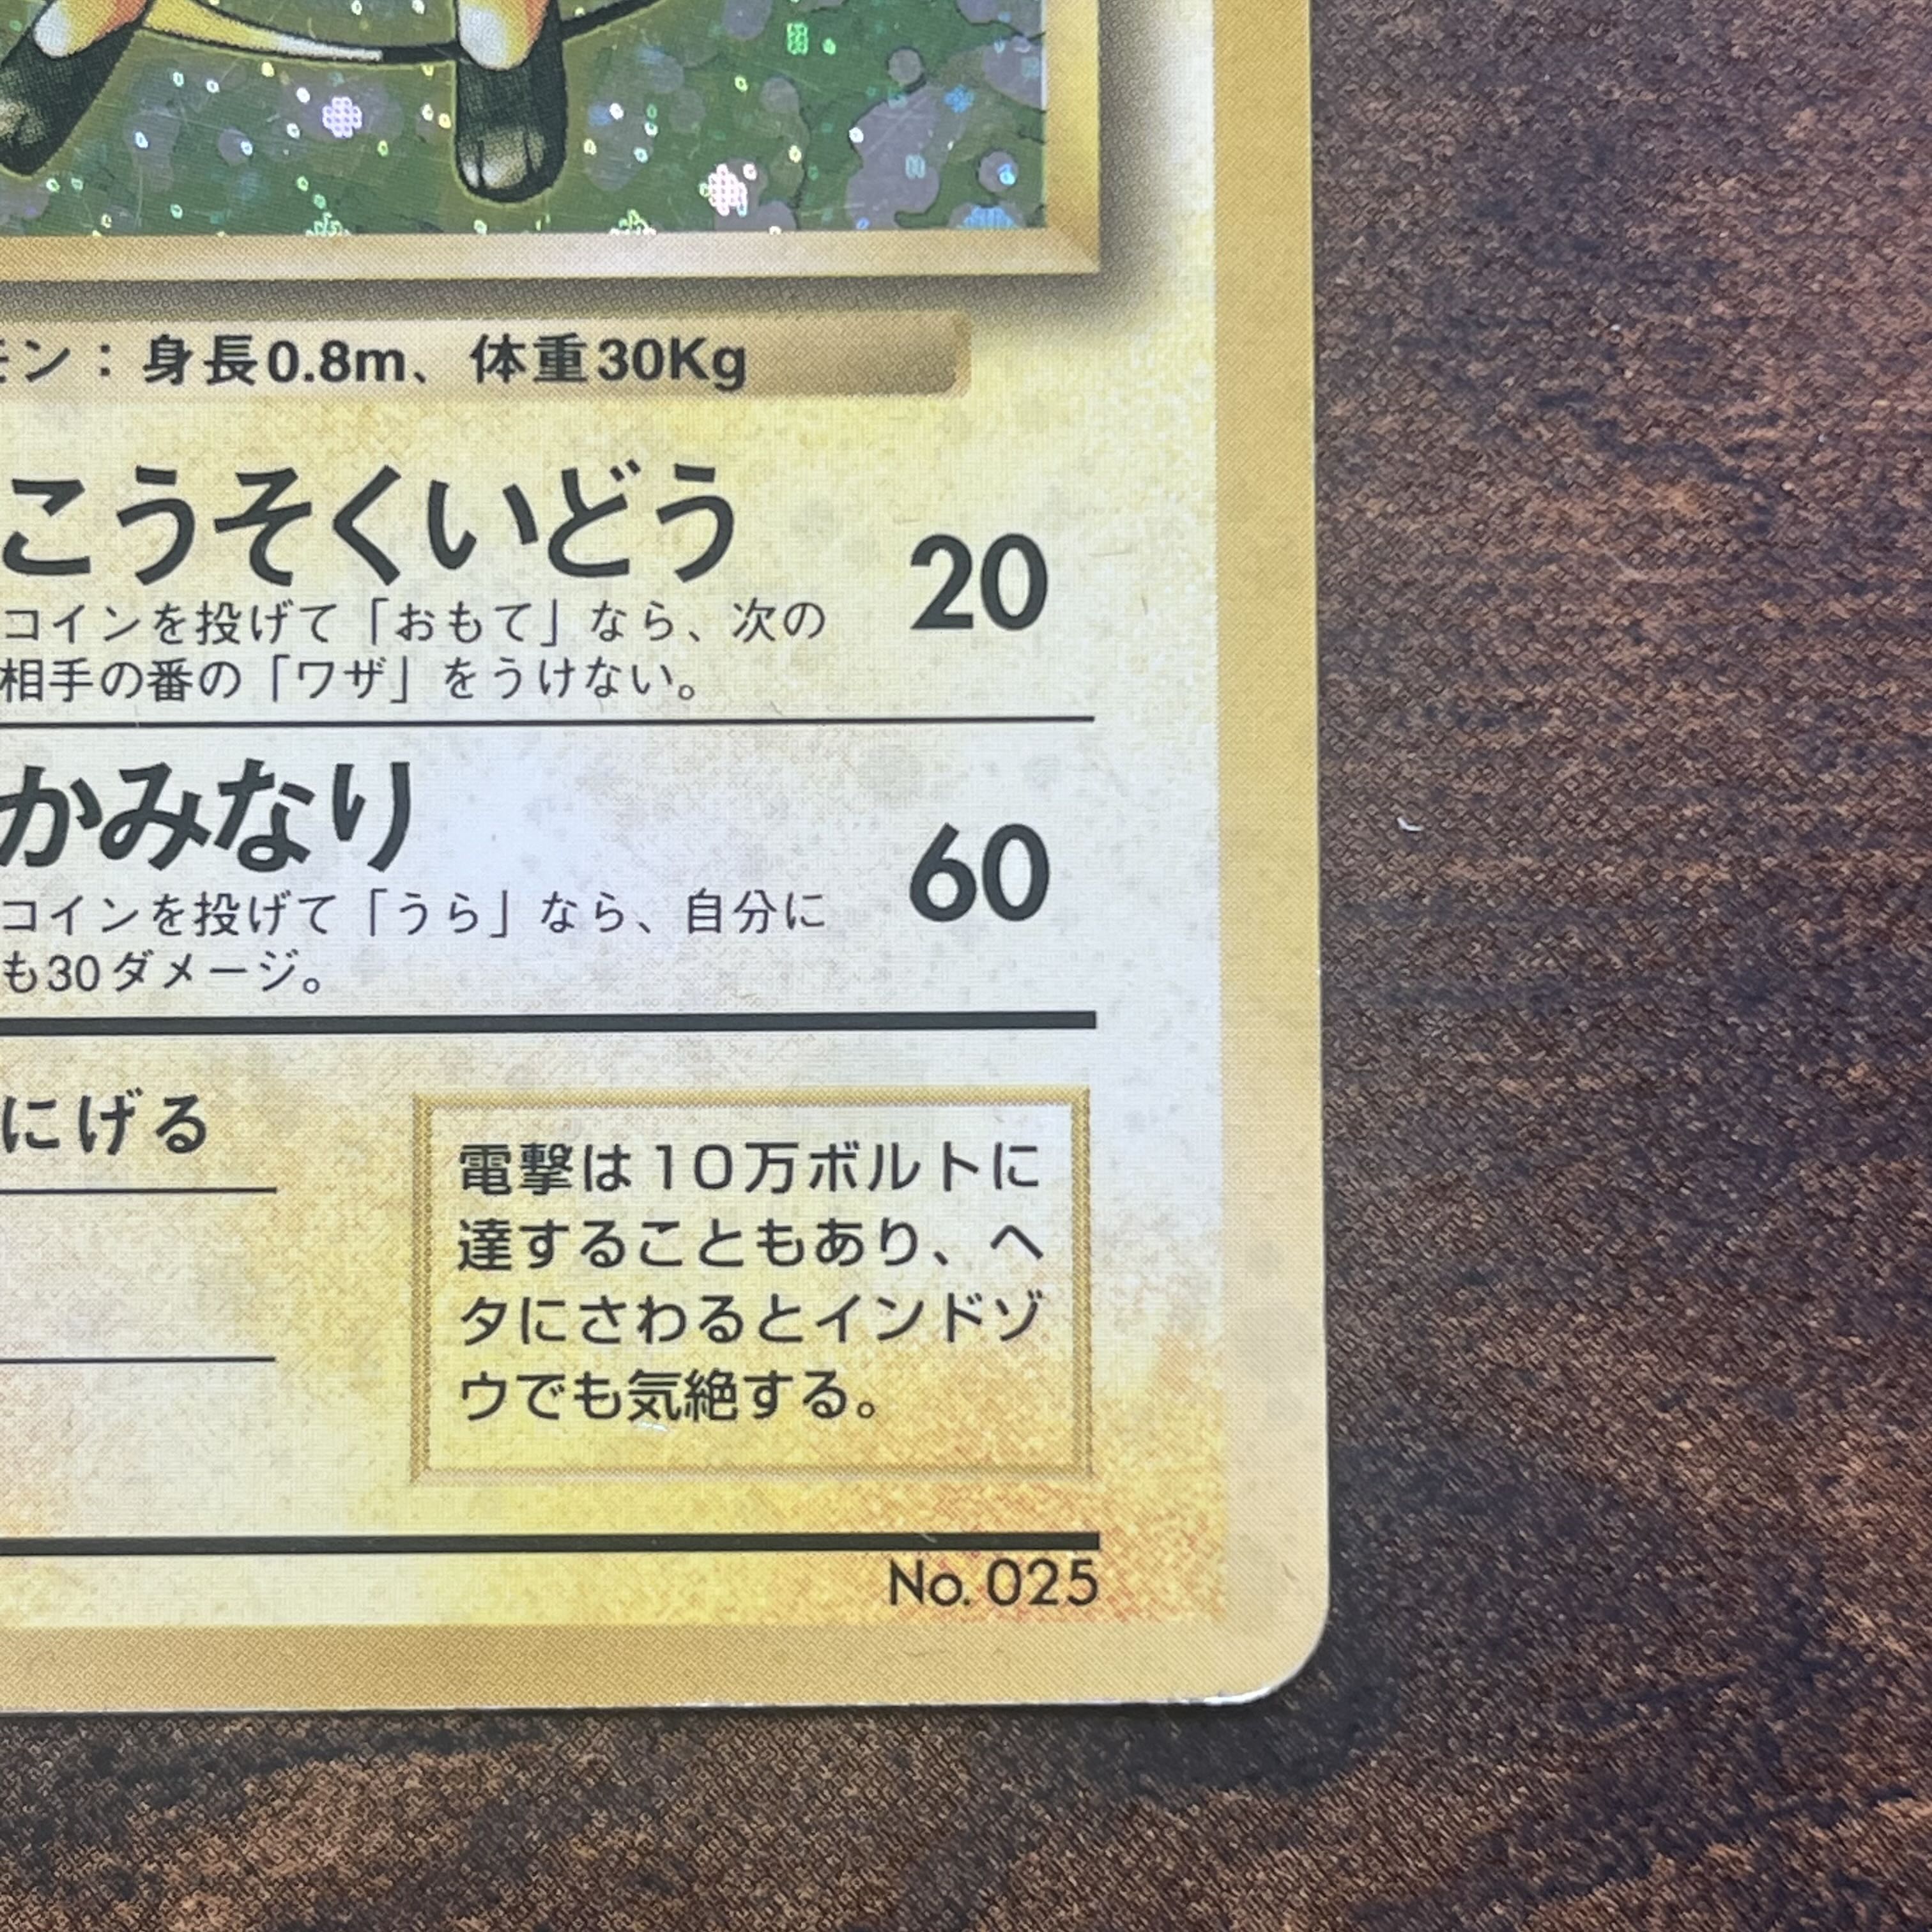 モン：身長0.8m、体重30Kg
こうそくいどう 20
コインを投げて「おもて」なら、次の
相手の番の「ワザ」をうけない。
かみなり 60
コインを投げて「うら」なら、自分に
も30ダメージ。
にげる
電撃は10万ボルトに
達することもあり、ヘ
タにさわるとインドゾ
ウでも気絶する。
No. 025